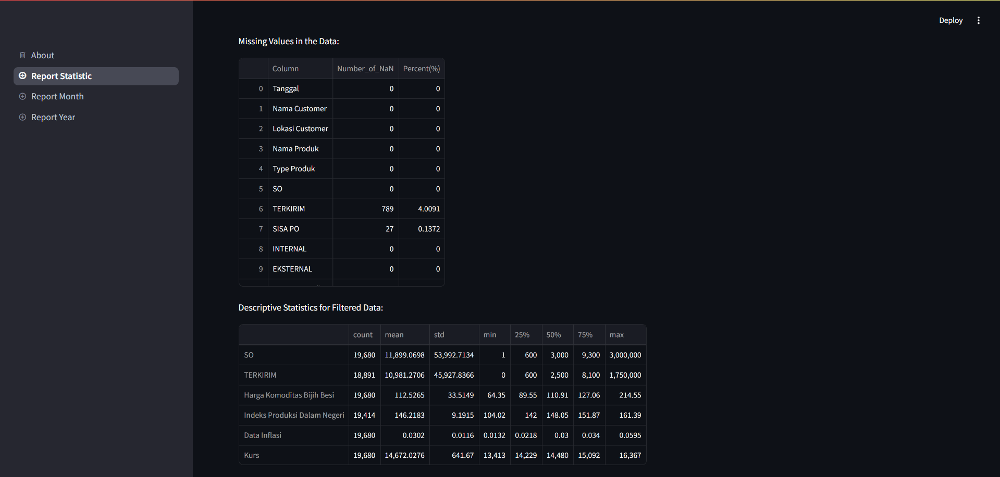 Deploy
About
Report Statistic
Report Month
Report Year
Missing Values in the Data:
Column Number_of_NaN Percent(%)
0 Tanggal 0 0
1 Nama Customer 0 0
2 Lokasi Customer 0 0
3 Nama Produk 0 0
4 Type Produk 0 0
5 SO 0 0
6 TERKIRIM 789 4.0091
7 SISA PO 27 0.1372
8 INTERNAL 0 0
9 EKSTERNAL 0 0
Descriptive Statistics for Filtered Data:
count mean std min 25% 50% 75% max
SO 19,680 11,899.0698 53,992.7134 1 600 3,000 9,300 3,000,000
TERKIRIM 18,891 10,981.2706 45,927.8366 0 600 2,500 8,100 1,750,000
Harga Komoditas Bijih Besi 19,680 112.5265 33.5149 64.35 89.55 110.91 127.06 214.55
Indeks Produksi Dalam Negeri 19,414 146.2183 9.1915 104.02 142 148.05 151.87 161.39
Data Inflasi 19,680 0.0302 0.0116 0.0132 0.0218 0.03 0.034 0.0595
Kurs 19,680 14,672.0276 641.67 13,413 14,229 14,480 15,092 16,367